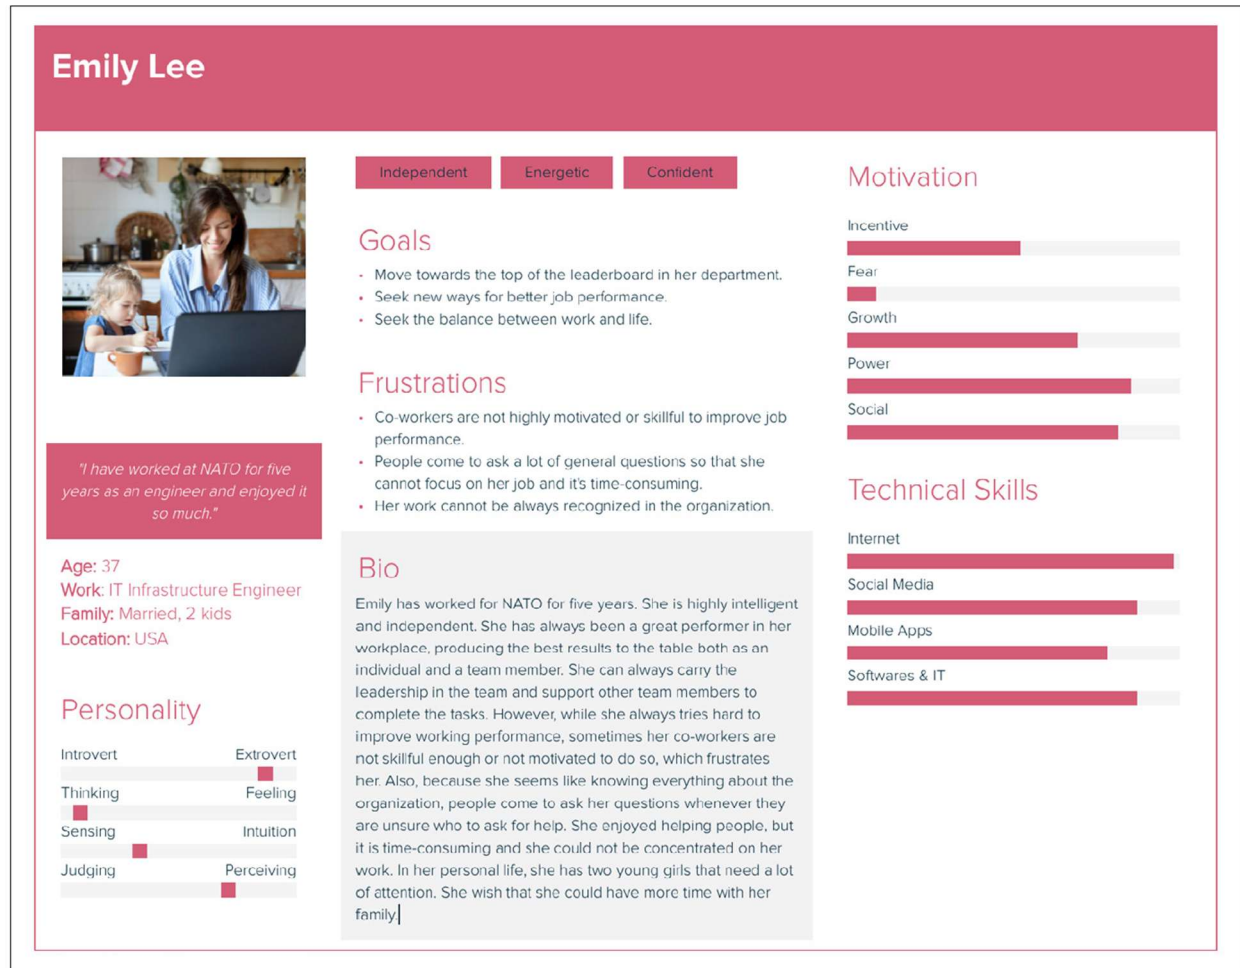 Emily Lee
"I have worked at NATO for five
years as an engineer and enjoyed it
so much."
Age: 37
Work: IT Infrastructure Engineer
Family: Married, 2 kids
Location: USA
Personality
Introvert Extrovert
Thinking Feeling
Sensing Intuition
Judging Perceiving
Independent Energetic Confident
Goals
• Move towards the top of the leaderboard in her department.
• Seek new ways for better job performance.
• Seek the balance between work and life.
Frustrations
• Co-workers are not highly motivated or skillful to improve job
performance.
• People come to ask a lot of general questions so that she
cannot focus on her job and it's time-consuming.
• Her work cannot be always recognized in the organization.
Bio
Emily has worked for NATO for five years. She is highly intelligent
and independent. She has always been a great performer in her
workplace, producing the best results to the table both as an
individual and a team member. She can always carry the
leadership in the team and support other team members to
complete the tasks. However, while she always tries hard to
improve working performance, sometimes her co-workers are
not skillful enough or not motivated to do so, which frustrates
her. Also, because she seems like knowing everything about the
organization, people come to ask her questions whenever they
are unsure who to ask for help. She enjoyed helping people, but
it is time-consuming and she could not be concentrated on her
work. In her personal life, she has two young girls that need a lot
of attention. She wish that she could have more time with her
family.
Motivation
Incentive
Fear
Growth
Power
Social
Technical Skills
Internet
Social Media
Mobile Apps
Softwares & IT